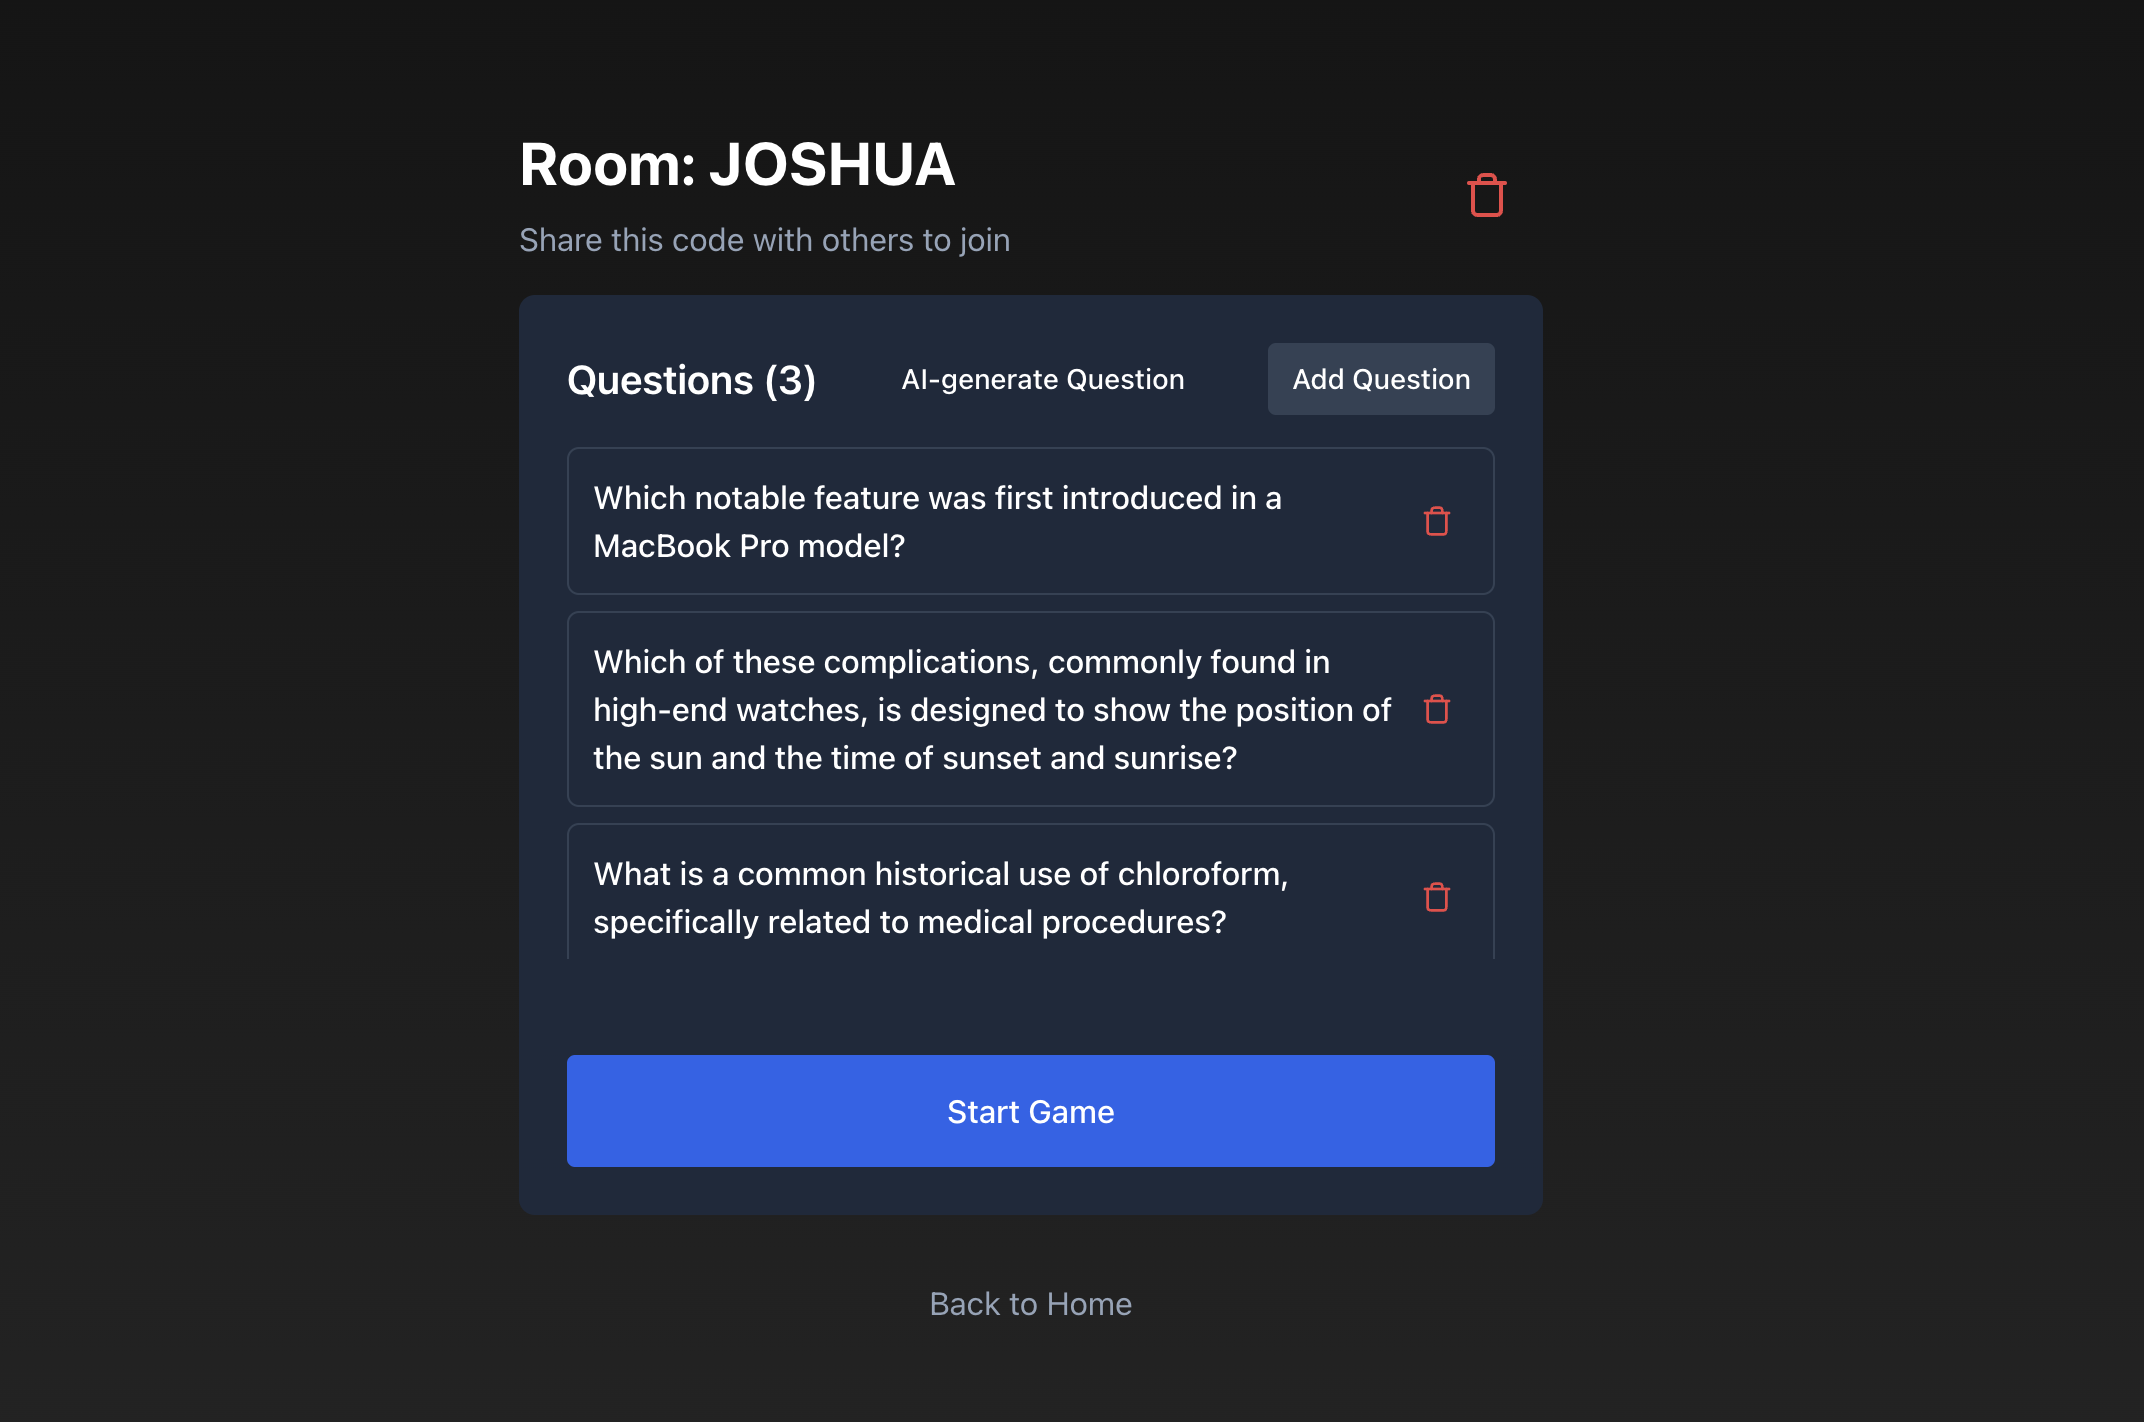 Room: JOSHUA
Share this code with others to join
Questions (3)
AI-generate Question
Add Question
Which notable feature was first introduced in a
MacBook Pro model?
Which of these complications, commonly found in
high-end watches, is designed to show the position of
the sun and the time of sunset and sunrise?
What is a common historical use of chloroform,
specifically related to medical procedures?
Start Game
Back to Home